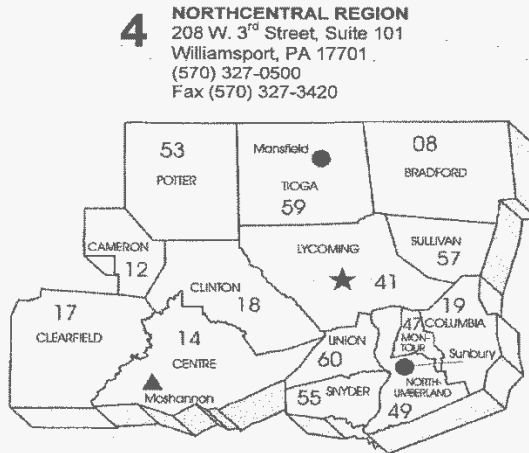 4
NORTHCENTRAL REGION
208 W. 3rd Street, Suite 101
Williamsport, PA 17701
(570) 327-0500
Fax (570) 327-3420
53
POTTER
Mansfield
TIOGA
59
08
BRADFORD
CAMERON
12
CLINTON
18
LYCOMING
41
SULLIVAN
57
17
CLEARFIELD
14
CENTRE
Moshannon
UNION
60
47
MON-
TOUR
19
COLUMBIA
Sunbury
55
SNYDER
NORTH-
UMBERLAND
49